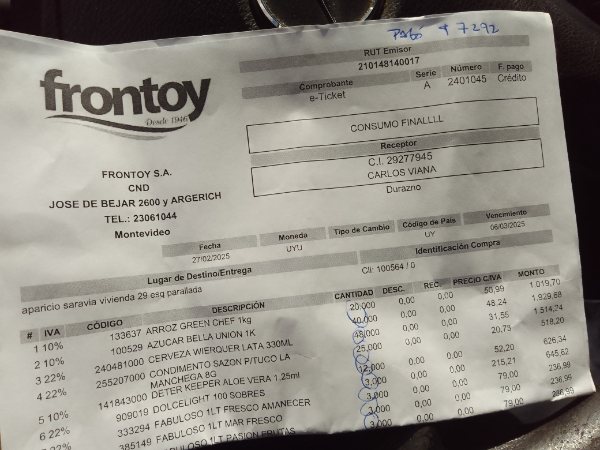 PAGO $ 7292
frontoy
Desde 1946
FRONTOY S.A.
CND
JOSE DE BEJAR 2600 y ARGERICH
TEL.: 23061044
Montevideo
RUT Emisor
210148140017
Comprobante Serie Número F. pago
e-Ticket A 2401045 Crédito
CONSUMO FINALLLL
Receptor
C.I. 29277945
CARLOS VIANA
Durazno
Fecha Moneda Tipo de Cambio Código de País Vencimiento
27/02/2025 UYU UY 06/03/2025
Lugar de Destino/Entrega Identificación Compra
aparicio saravia vivienda 29 esq parallada Cli: 100564 / 0
# IVA CÓDIGO DESCRIPCIÓN CANTIDAD DESC. REC. PRECIO C/IVA MONTO
1 10% 133637 ARROZ GREEN CHEF 1kg 20,000 0,00 0,00 50,99 1.019,70
2 10% 100529 AZUCAR BELLA UNION 1K 40,000 0,00 0,00 48,24 1.929,68
3 22% 240481000 CERVEZA WIERQUER LATA 330ML 48,000 0,00 0,00 31,55 1.514,24
4 22% 255207000 CONDIMENTO SAZON P/TUCO LA MANCHEGA 8G 25,000 0,00 0,00 20,73 518,20
5 10% 141843000 DETER KEEPER ALOE VERA 1,25ml 12,000 0,00 0,00 52,20 626,34
6 22% 909019 DOLCELIGHT 100 SOBRES 3,000 0,00 0,00 215,21 645,62
333294 FABULOSO 1LT FRESCO AMANECER 3,000 0,00 0,00 79,00 236,99
385149 FABULOSO 1LT MAR FRESCO 3,000 0,00 0,00 79,00 236,99
FABULOSO 1LT PASION FRUTAS 3,000 0,00 0,00 79,00 236,99